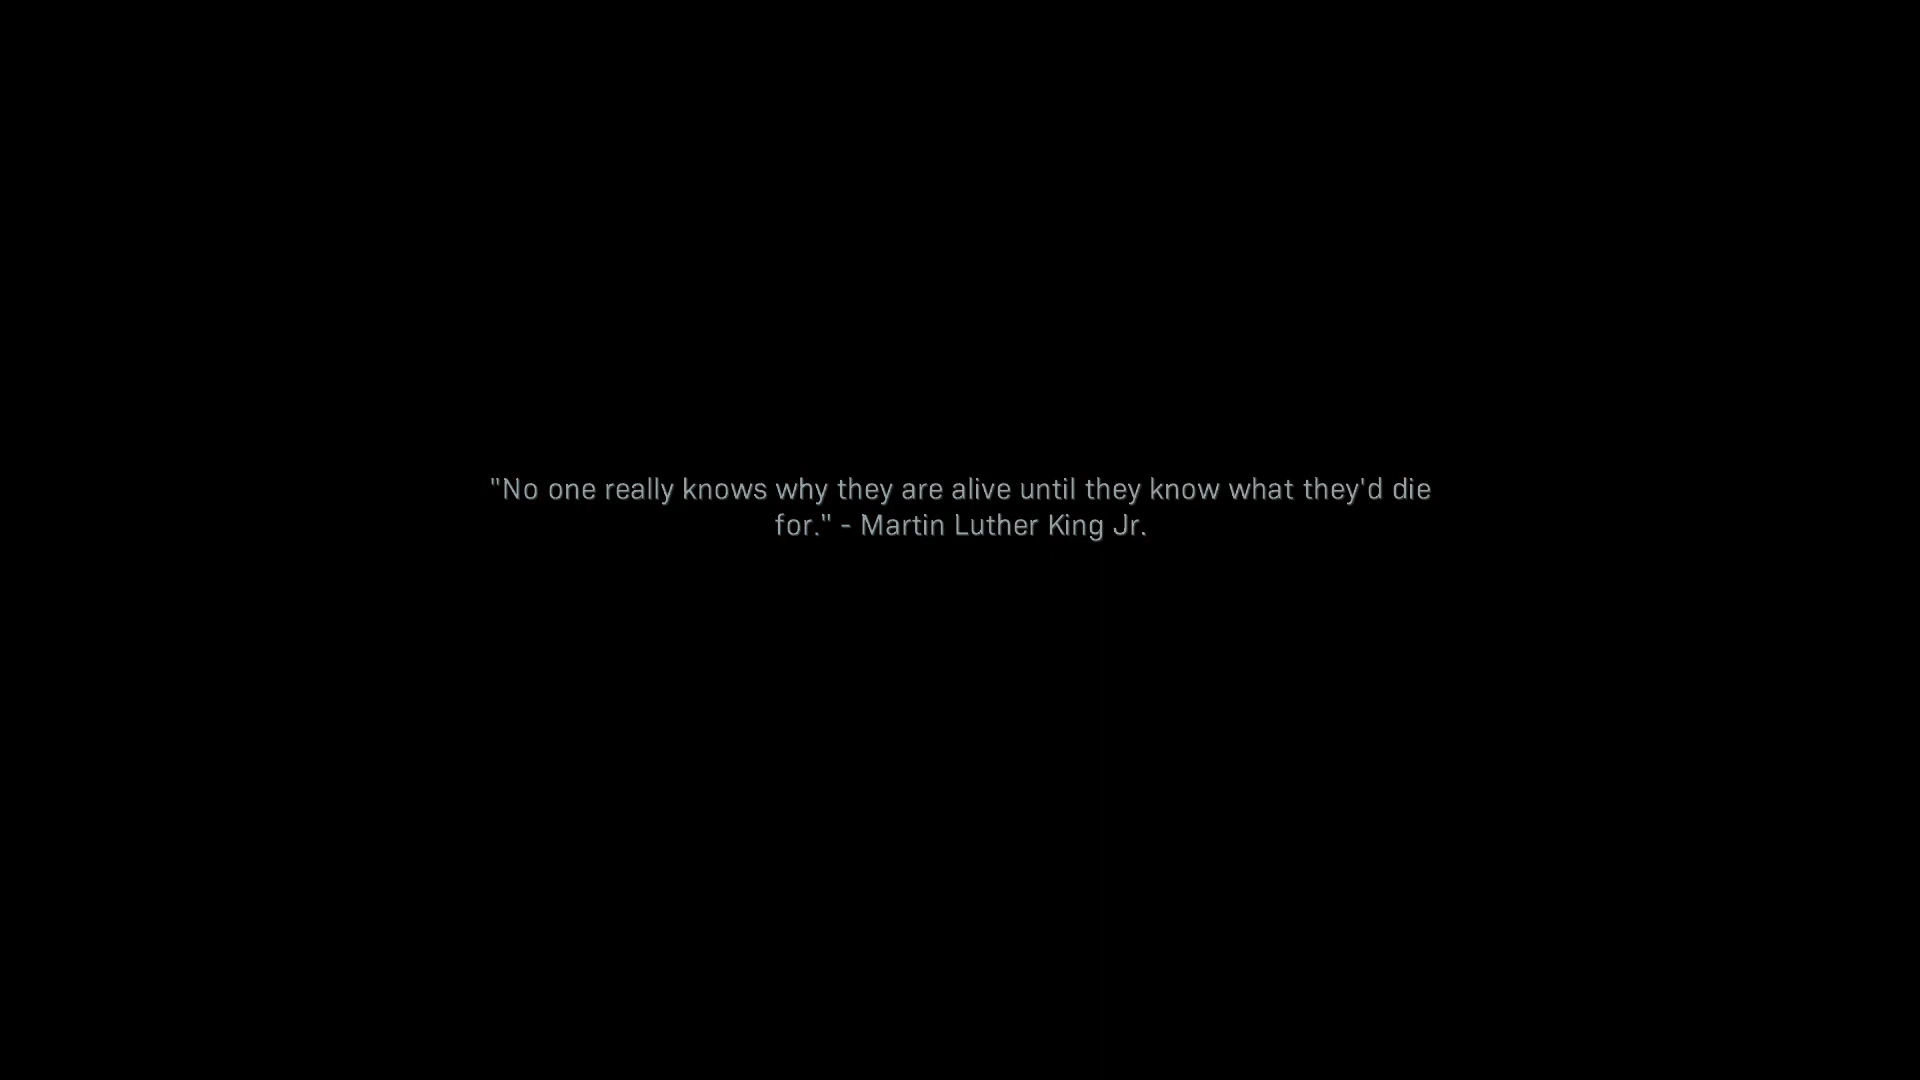 "No one really knows why they are alive until they know what they'd die
for." - Martin Luther King Jr.